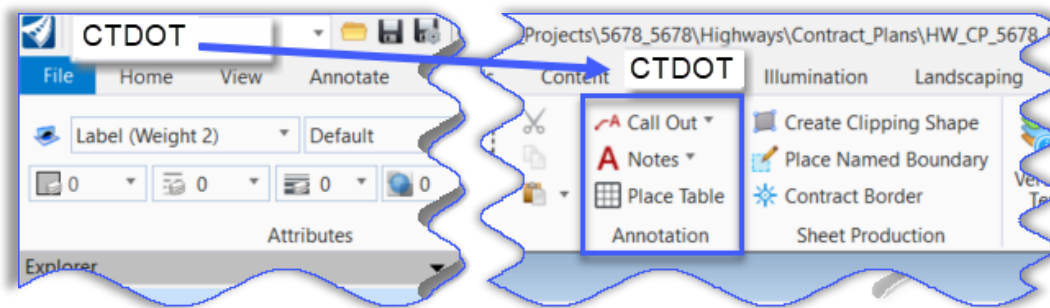 CTDOT
Projects\5678_5678\Highways\Contract_Plans\HW_CP_5678_
File Home View Annotate
Content CTDOT Illumination Landscaping
Label (Weight 2) Default
0 0 0 0
Attributes
Explorer
Call Out
Notes
Place Table
Annotation
Create Clipping Shape
Place Named Boundary
Contract Border
Sheet Production